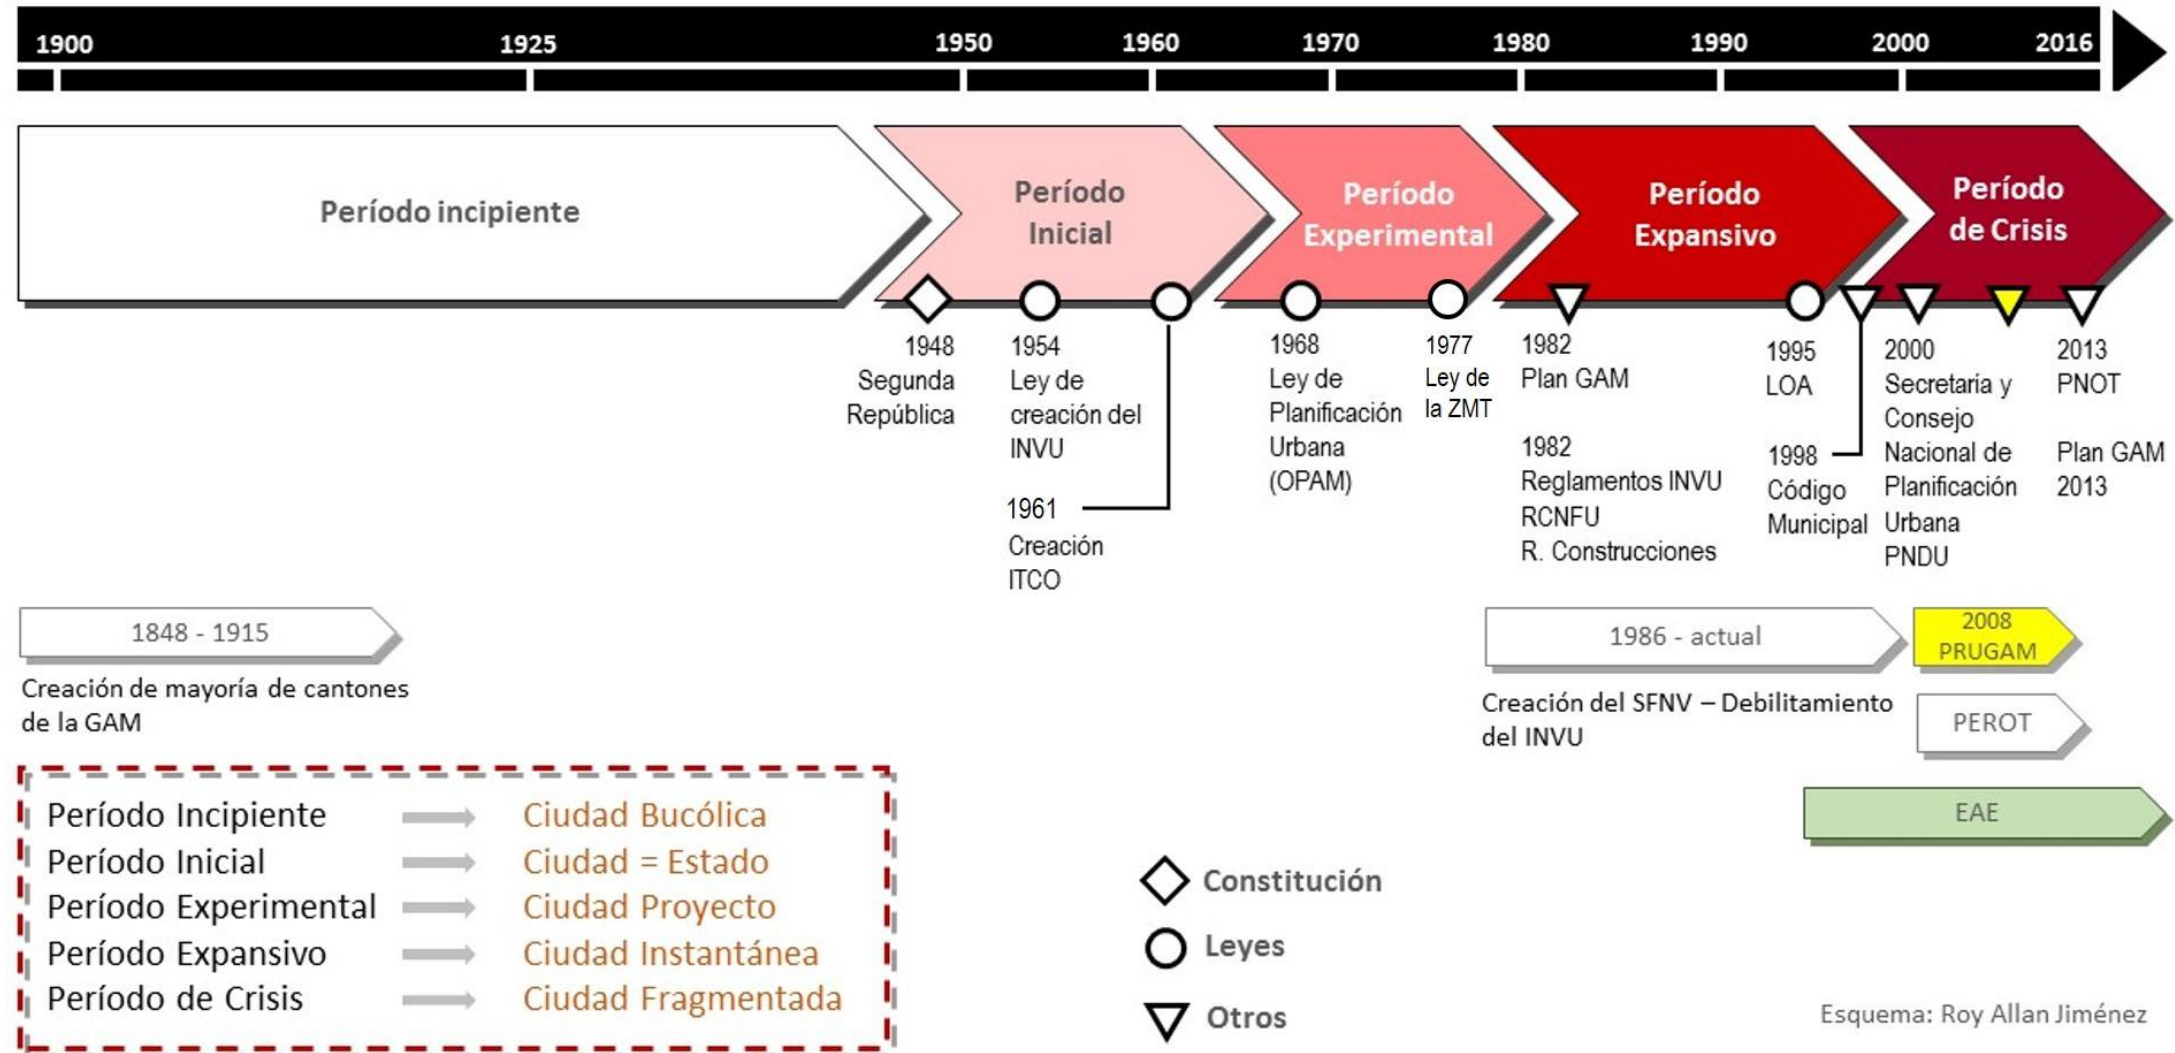 1900
1925
1950
1960
1970
1980
1990
2000
2016
Período incipiente
Período
Inicial
Período
Experimental
Período
Expansivo
Período
de Crisis
1948
Segunda
República
1954
Ley de
creación del
INVU
1961
Creación
ITCO
1968
Ley de
Planificación
Urbana
(OPAM)
1977
Ley de
la ZMT
1982
Plan GAM
1982
Reglamentos INVU
RCNFU
R. Construcciones
1995
LOA
1998
Código
Municipal
2000
Secretaría y
Consejo
Nacional de
Planificación
Urbana
PNDU
2013
PNOT
Plan GAM
2013
1848 - 1915
Creación de mayoría de cantones
de la GAM
1986 - actual
Creación del SFNV – Debilitamiento
del INVU
2008
PRUGAM
PEROT
EAE
Período Incipiente
Ciudad Bucólica
Período Inicial
Ciudad = Estado
Período Experimental
Ciudad Proyecto
Período Expansivo
Ciudad Instantánea
Período de Crisis
Ciudad Fragmentada
Constitución
Leyes
Otros
Esquema: Roy Allan Jiménez